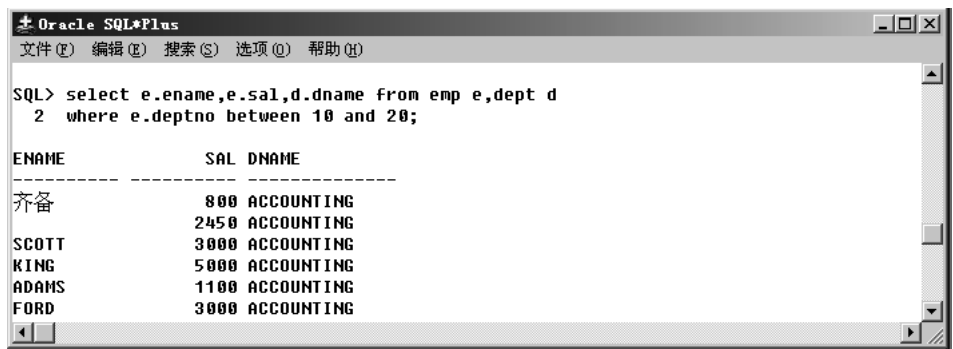 Oracle SQL*Plus
文件(F) 编辑(E) 搜索(S) 选项(O) 帮助(H)
SQL> select e.ename,e.sal,d.dname from emp e,dept d
2 where e.deptno between 10 and 20;
ENAME SAL DNAME
---------- ---------- --------------
齐备 800 ACCOUNTING
2450 ACCOUNTING
SCOTT 3000 ACCOUNTING
KING 5000 ACCOUNTING
ADAMS 1100 ACCOUNTING
FORD 3000 ACCOUNTING